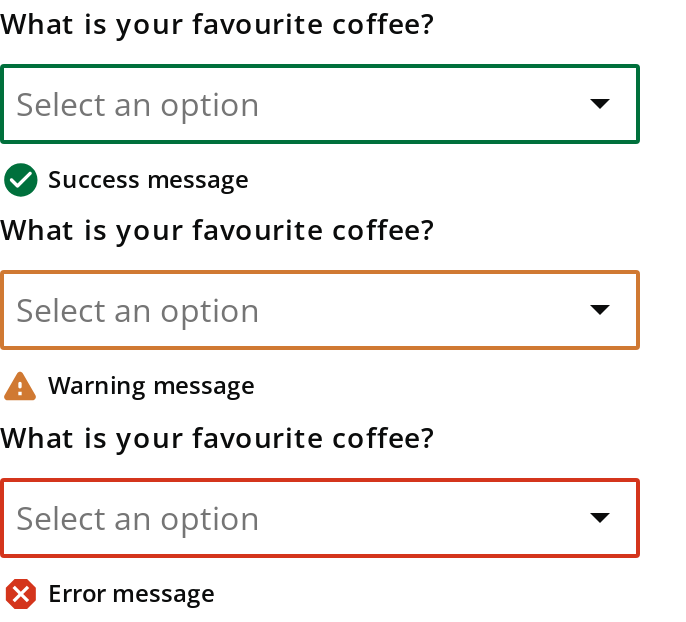 What is your favourite coffee?
Select an option
Success message
What is your favourite coffee?
Select an option
Warning message
What is your favourite coffee?
Select an option
Error message